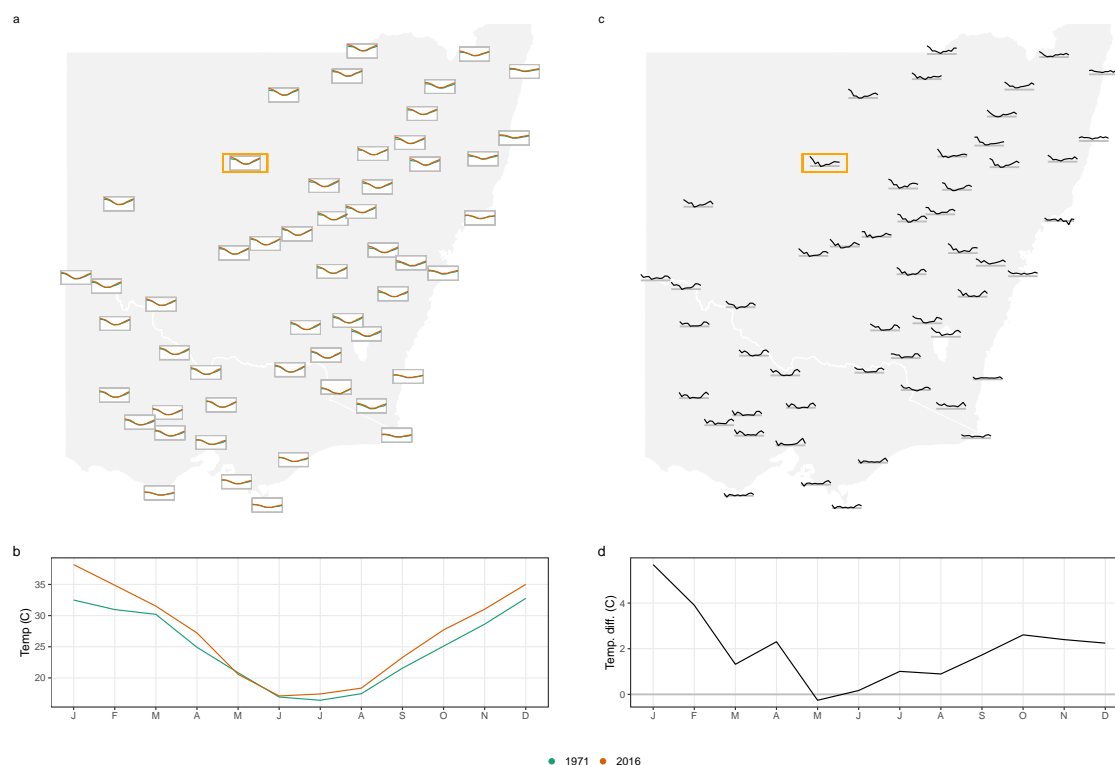 a
c
b
Temp (C)
35
30
25
20
J F M A M J J A S O N D
d
Temp. diff. (C)
4
2
0
J F M A M J J A S O N D
1971 2016